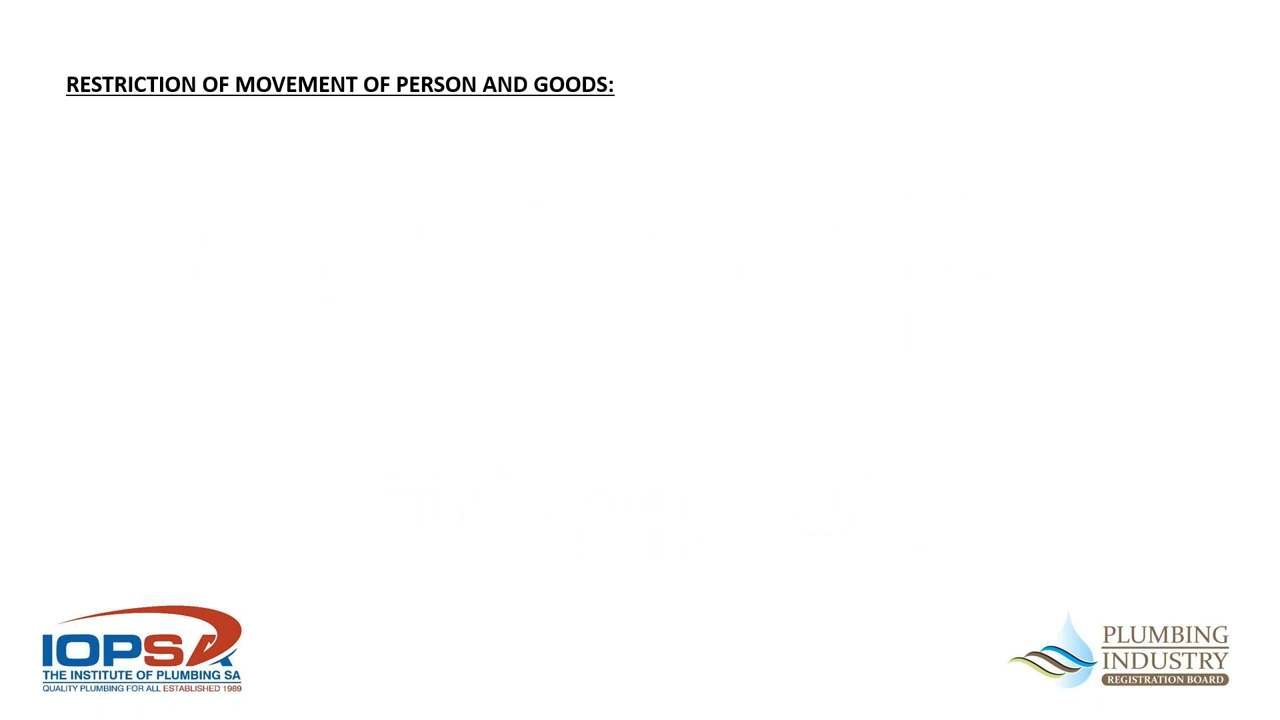 RESTRICTION OF MOVEMENT OF PERSON AND GOODS:
IOPSA
THE INSTITUTE OF PLUMBING SA
QUALITY PLUMBING FOR ALL ESTABLISHED 1989
PLUMBING
INDUSTRY
REGISTRATION BOARD